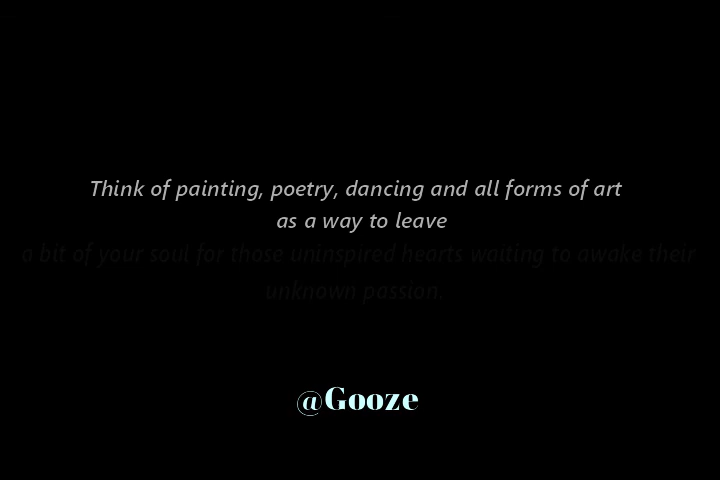 Think of painting, poetry, dancing and all forms of art
as a way to leave
a bit of your soul for those uninspired hearts waiting to awake their
unknown passion.
@Gooze